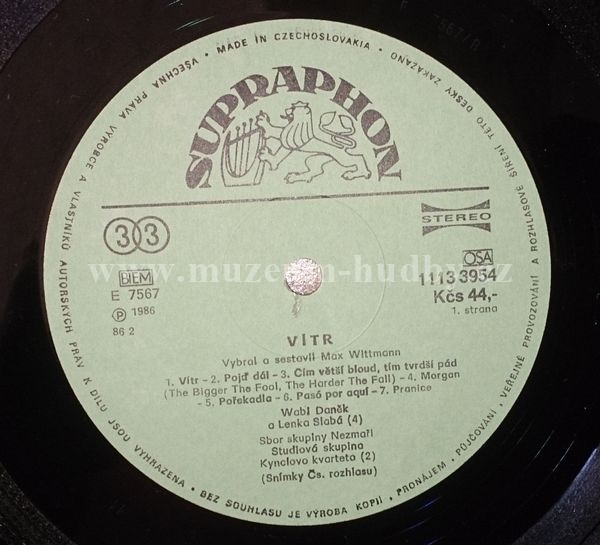 VŠECHNA PRÁVA VÝROBCE A VLASTNÍKŮ AUTORSKÝCH PRÁV K DÍLU JSOU VYHRAZENA • BEZ SOUHLASU JE VÝROBA KOPIÍ • PRONÁJEM • PŮJČOVÁNÍ • VEŘEJNÉ PROVOZOVÁNÍ A ROZHLASOVÉ ŠÍŘENÍ TÉTO DESKY ZAKÁZÁNO
MADE IN CZECHOSLOVAKIA •
SUPRAPHON
33
STEREO
BIEM
OSA
www.muzeum-hudby.cz
E 7567
1113 3954
Ⓟ 1986
Kčs 44,-
86 2
1. strana
VÍTR
Vybral a sestavil Max Wittmann
1. Vítr – 2. Pojď dál – 3. Čím větší bloud, tím tvrdší pád
(The Bigger The Fool, The Harder The Fall) – 4. Morgan
– 5. Pořekadla – 6. Pasó por aquí – 7. Pranice
Wabi Daněk
a Lenka Slabá (4)
Sbor skupiny Nezmaři
Studiová skupina
Kynclovo kvarteto (2)
(Snímky Čs. rozhlasu)